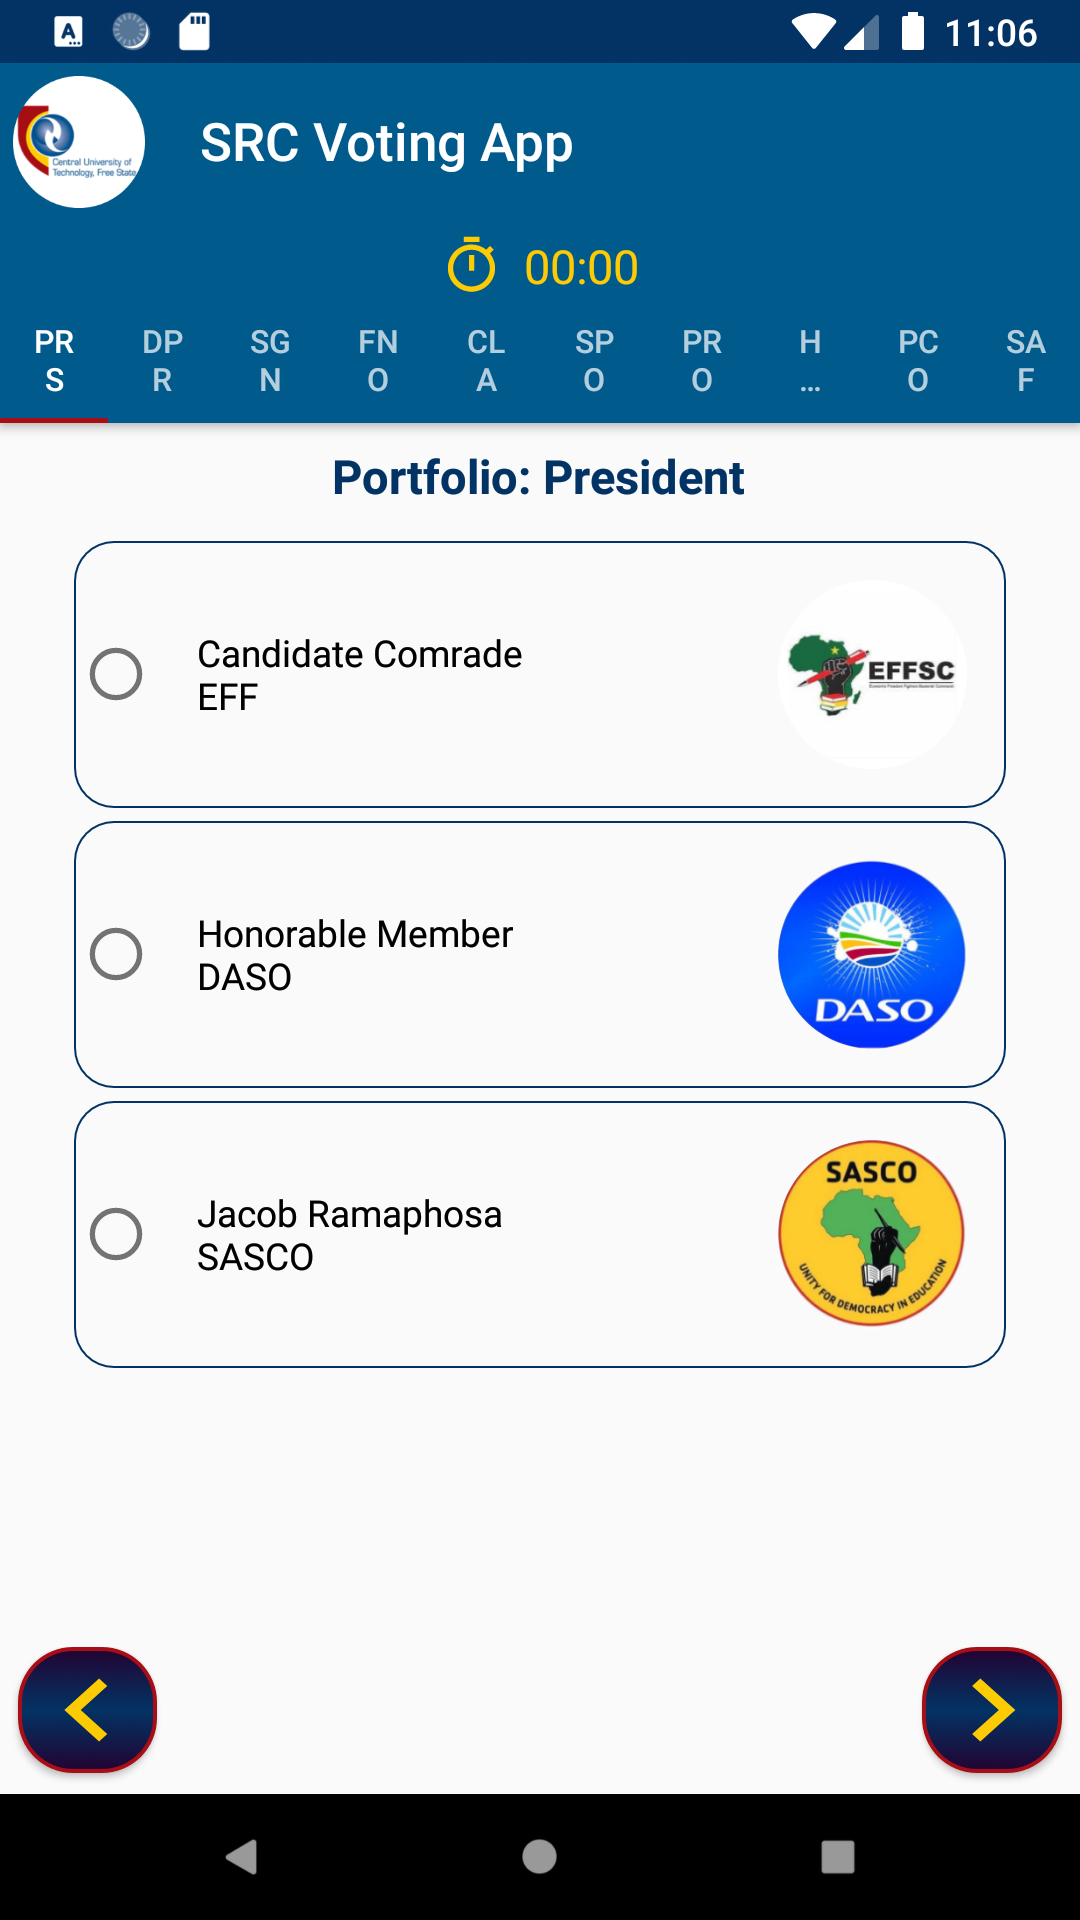 11:06
Central University of
Technology, Free State
SRC Voting App
00:00
PRS DPR SGN FNO CLA SPO PRO H... PCO SAF
Portfolio: President
Candidate Comrade
EFF
EFFSC
Honorable Member
DASO
DASO
Jacob Ramaphosa
SASCO
SASCO
UNITY FOR DEMOCRACY IN EDUCATION